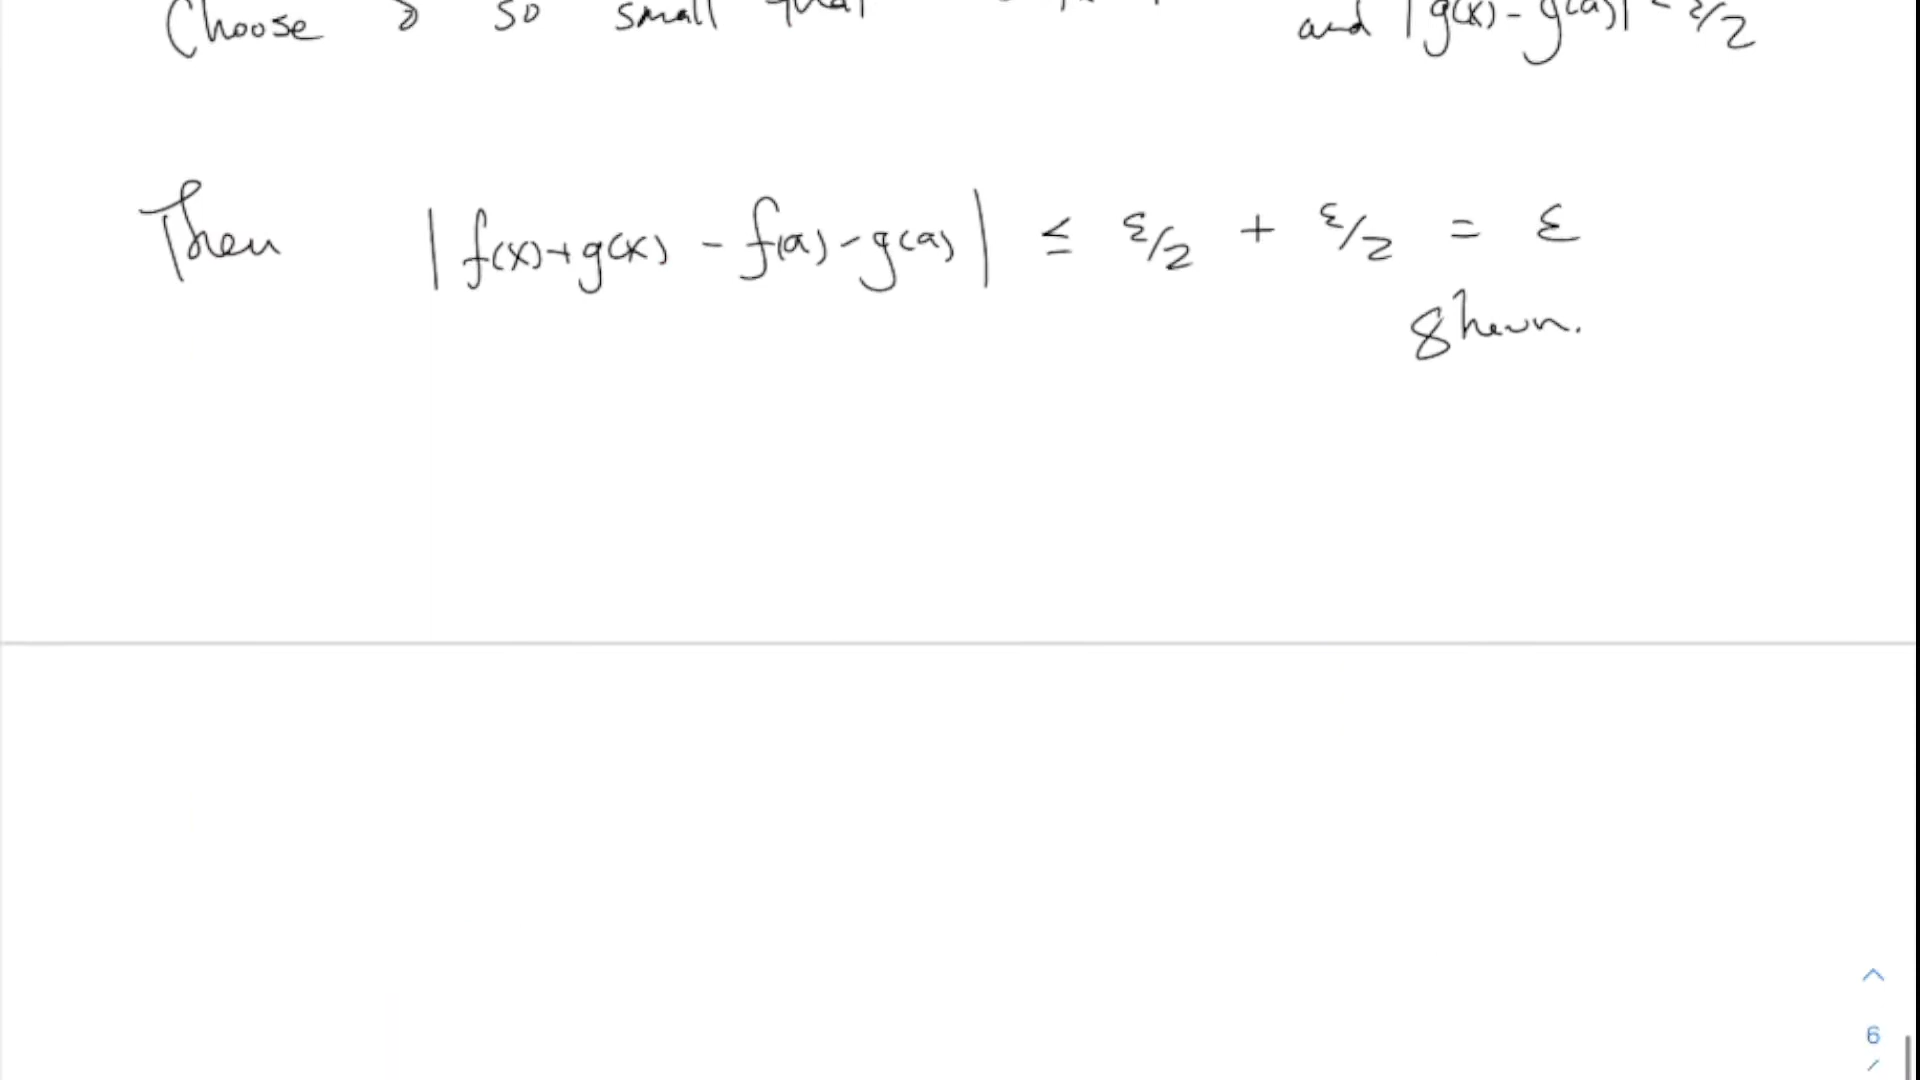 Choose δ so small that and |g(x) - g(a)| < ε/2
Then |f(x)+g(x) - f(a) - g(a)| ≤ ε/2 + ε/2 = ε
shown.
6